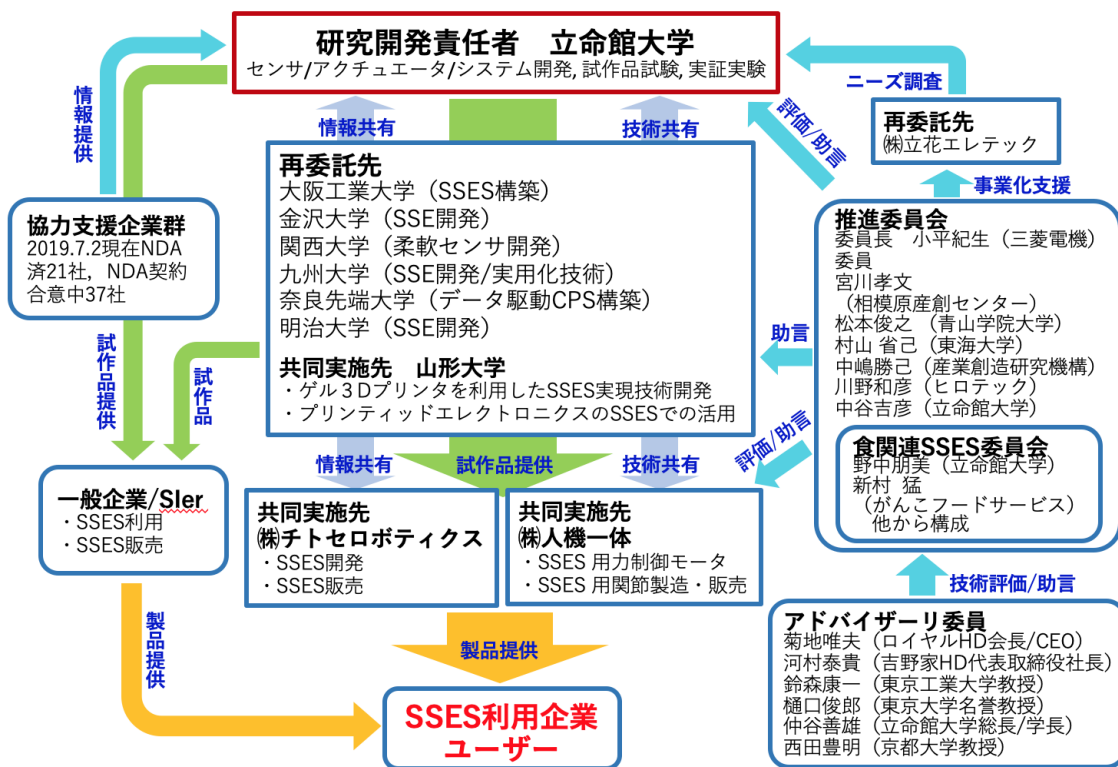 研究開発責任者 立命館大学
センサ/アクチュエータ/システム開発, 試作品試験, 実証実験
情報提供
情報共有
技術共有
評価/助言
ニーズ調査
再委託先
㈱立花エレテック
事業化支援
協力支援企業群
2019.7.2現在NDA
済21社, NDA契約
合意中37社
再委託先
大阪工業大学（SSES構築）
金沢大学（SSE開発）
関西大学（柔軟センサ開発）
九州大学（SSE開発/実用化技術）
奈良先端大学（データ駆動CPS構築）
明治大学（SSE開発）
共同実施先 山形大学
・ゲル３Dプリンタを利用したSSES実現技術開発
・プリンティッドエレクトロニクスのSSESでの活用
推進委員会
委員長 小平紀生（三菱電機）
委員
宮川孝文
（相模原産創センター）
松本俊之（青山学院大学）
村山 省己（東海大学）
中嶋勝己（産業創造研究機構）
川野和彦（ヒロテック）
中谷吉彦（立命館大学）
食関連SSES委員会
野中朋美（立命館大学）
新村 猛
（がんこフードサービス）
他から構成
助言
評価/助言
試作品提供
試作品
情報共有
試作品提供
技術共有
一般企業/SIer
・SSES利用
・SSES販売
共同実施先
㈱チトセロボティクス
・SSES開発
・SSES販売
共同実施先
㈱人機一体
・SSES 用力制御モータ
・SSES 用関節製造・販売
技術評価/助言
アドバイザーリ委員
菊地唯夫（ロイヤルHD会長/CEO）
河村泰貴（吉野家HD代表取締役社長）
鈴森康一（東京工業大学教授）
樋口俊郎（東京大学名誉教授）
仲谷善雄（立命館大学総長/学長）
西田豊明（京都大学教授）
製品提供
製品提供
SSES利用企業
ユーザー